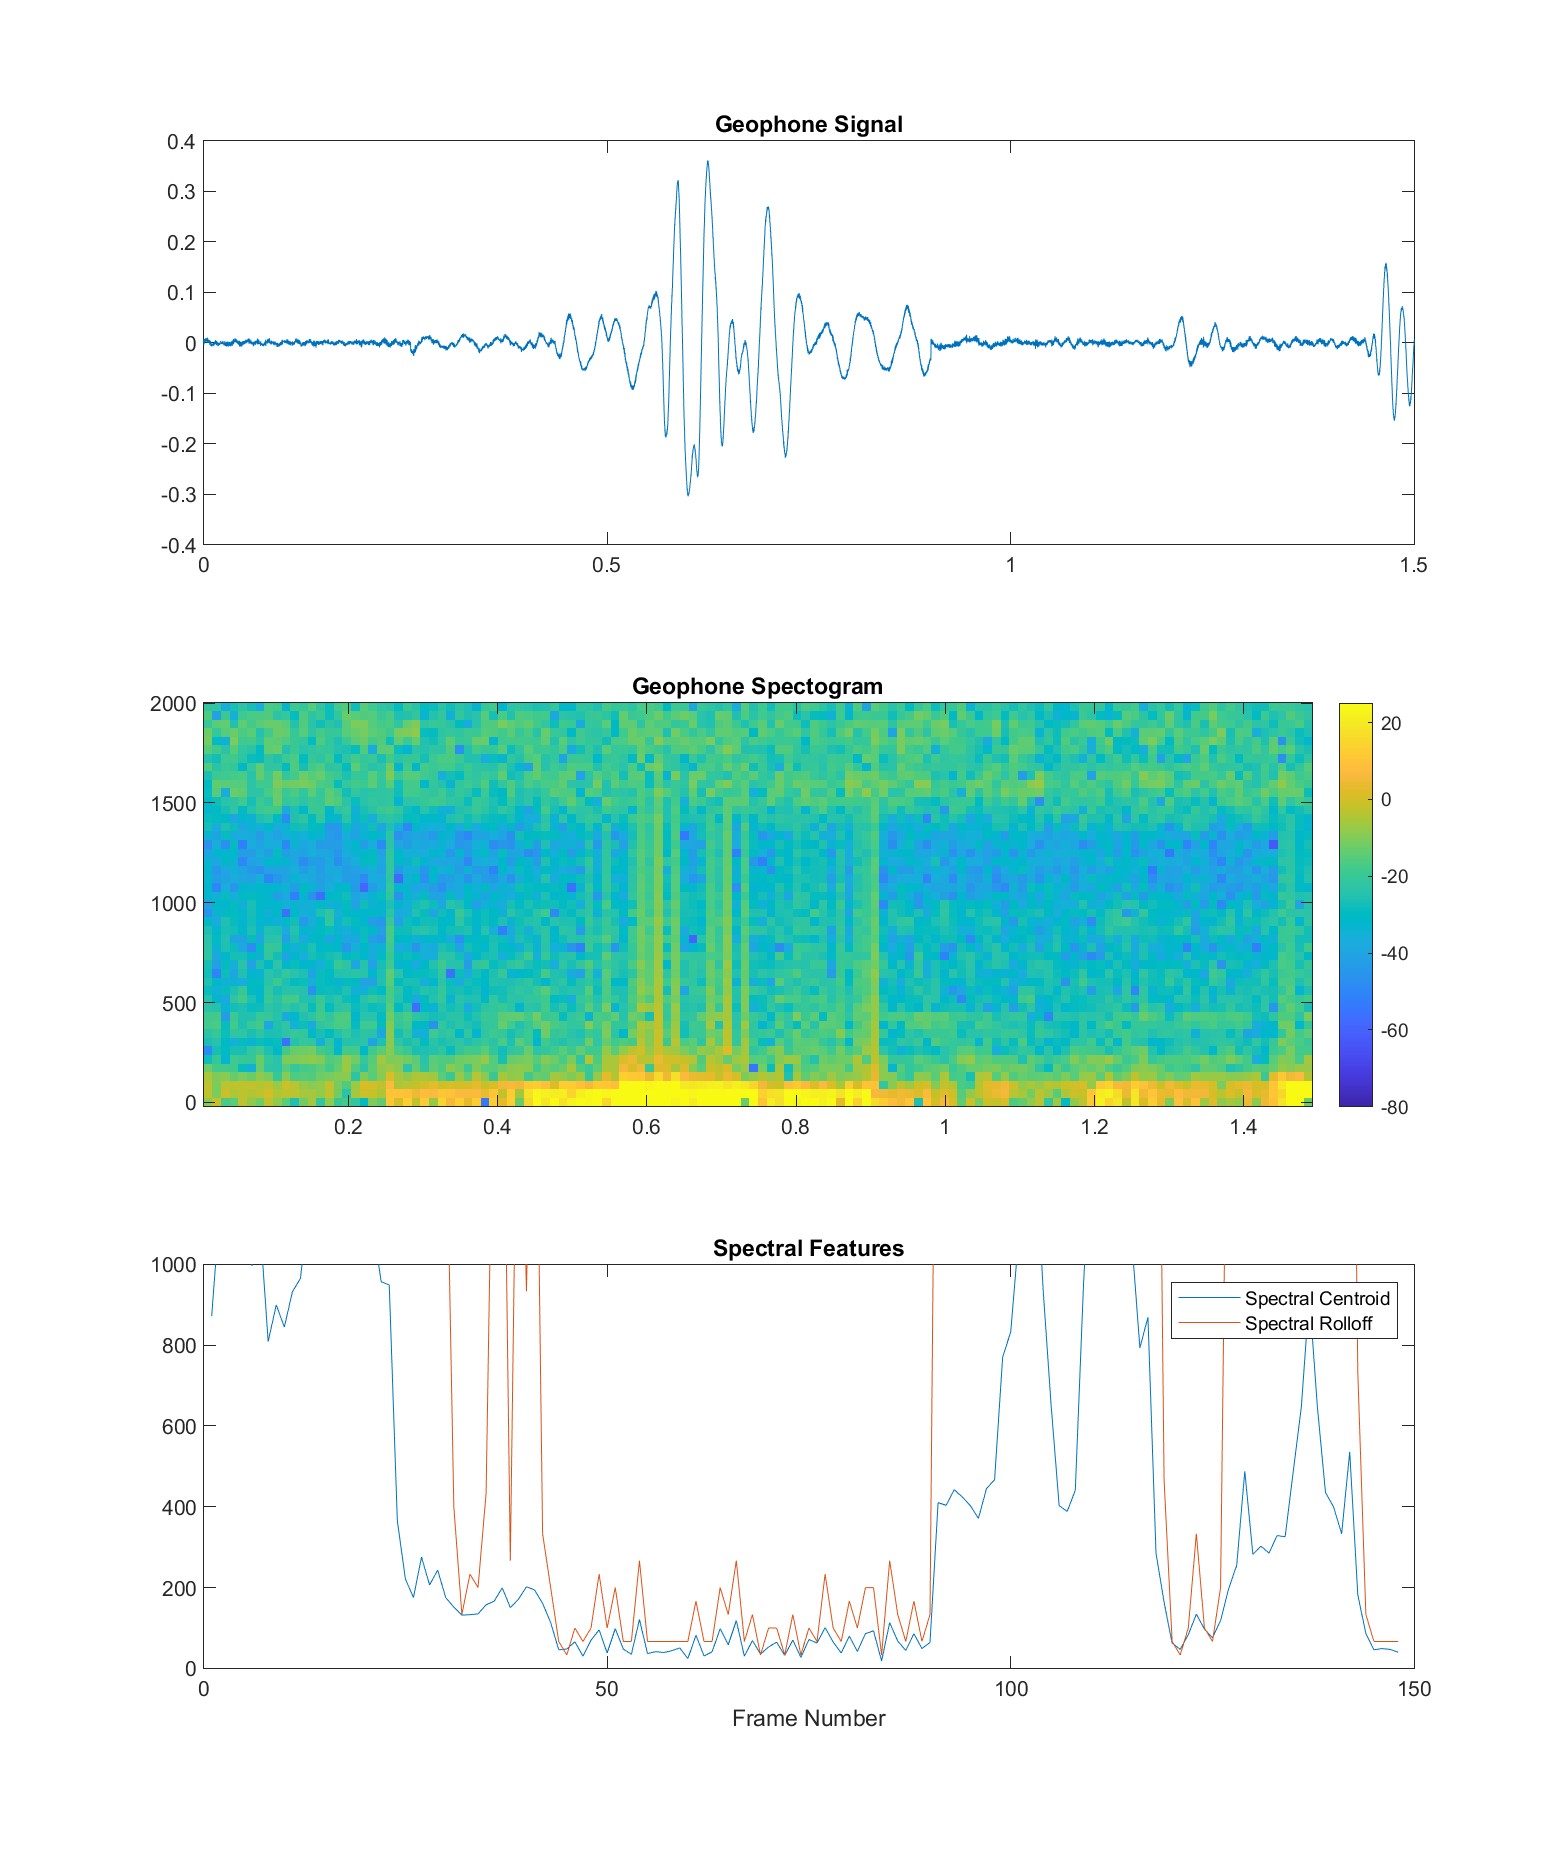 Geophone Signal
0.4
0.3
0.2
0.1
0
-0.1
-0.2
-0.3
-0.4
0 0.5 1 1.5
Geophone Spectogram
2000
1500
1000
500
0
0.2 0.4 0.6 0.8 1 1.2 1.4
20
0
-20
-40
-60
-80
Spectral Features
1000
800
600
400
200
0
Spectral Centroid
Spectral Rolloff
0 50 100 150
Frame Number